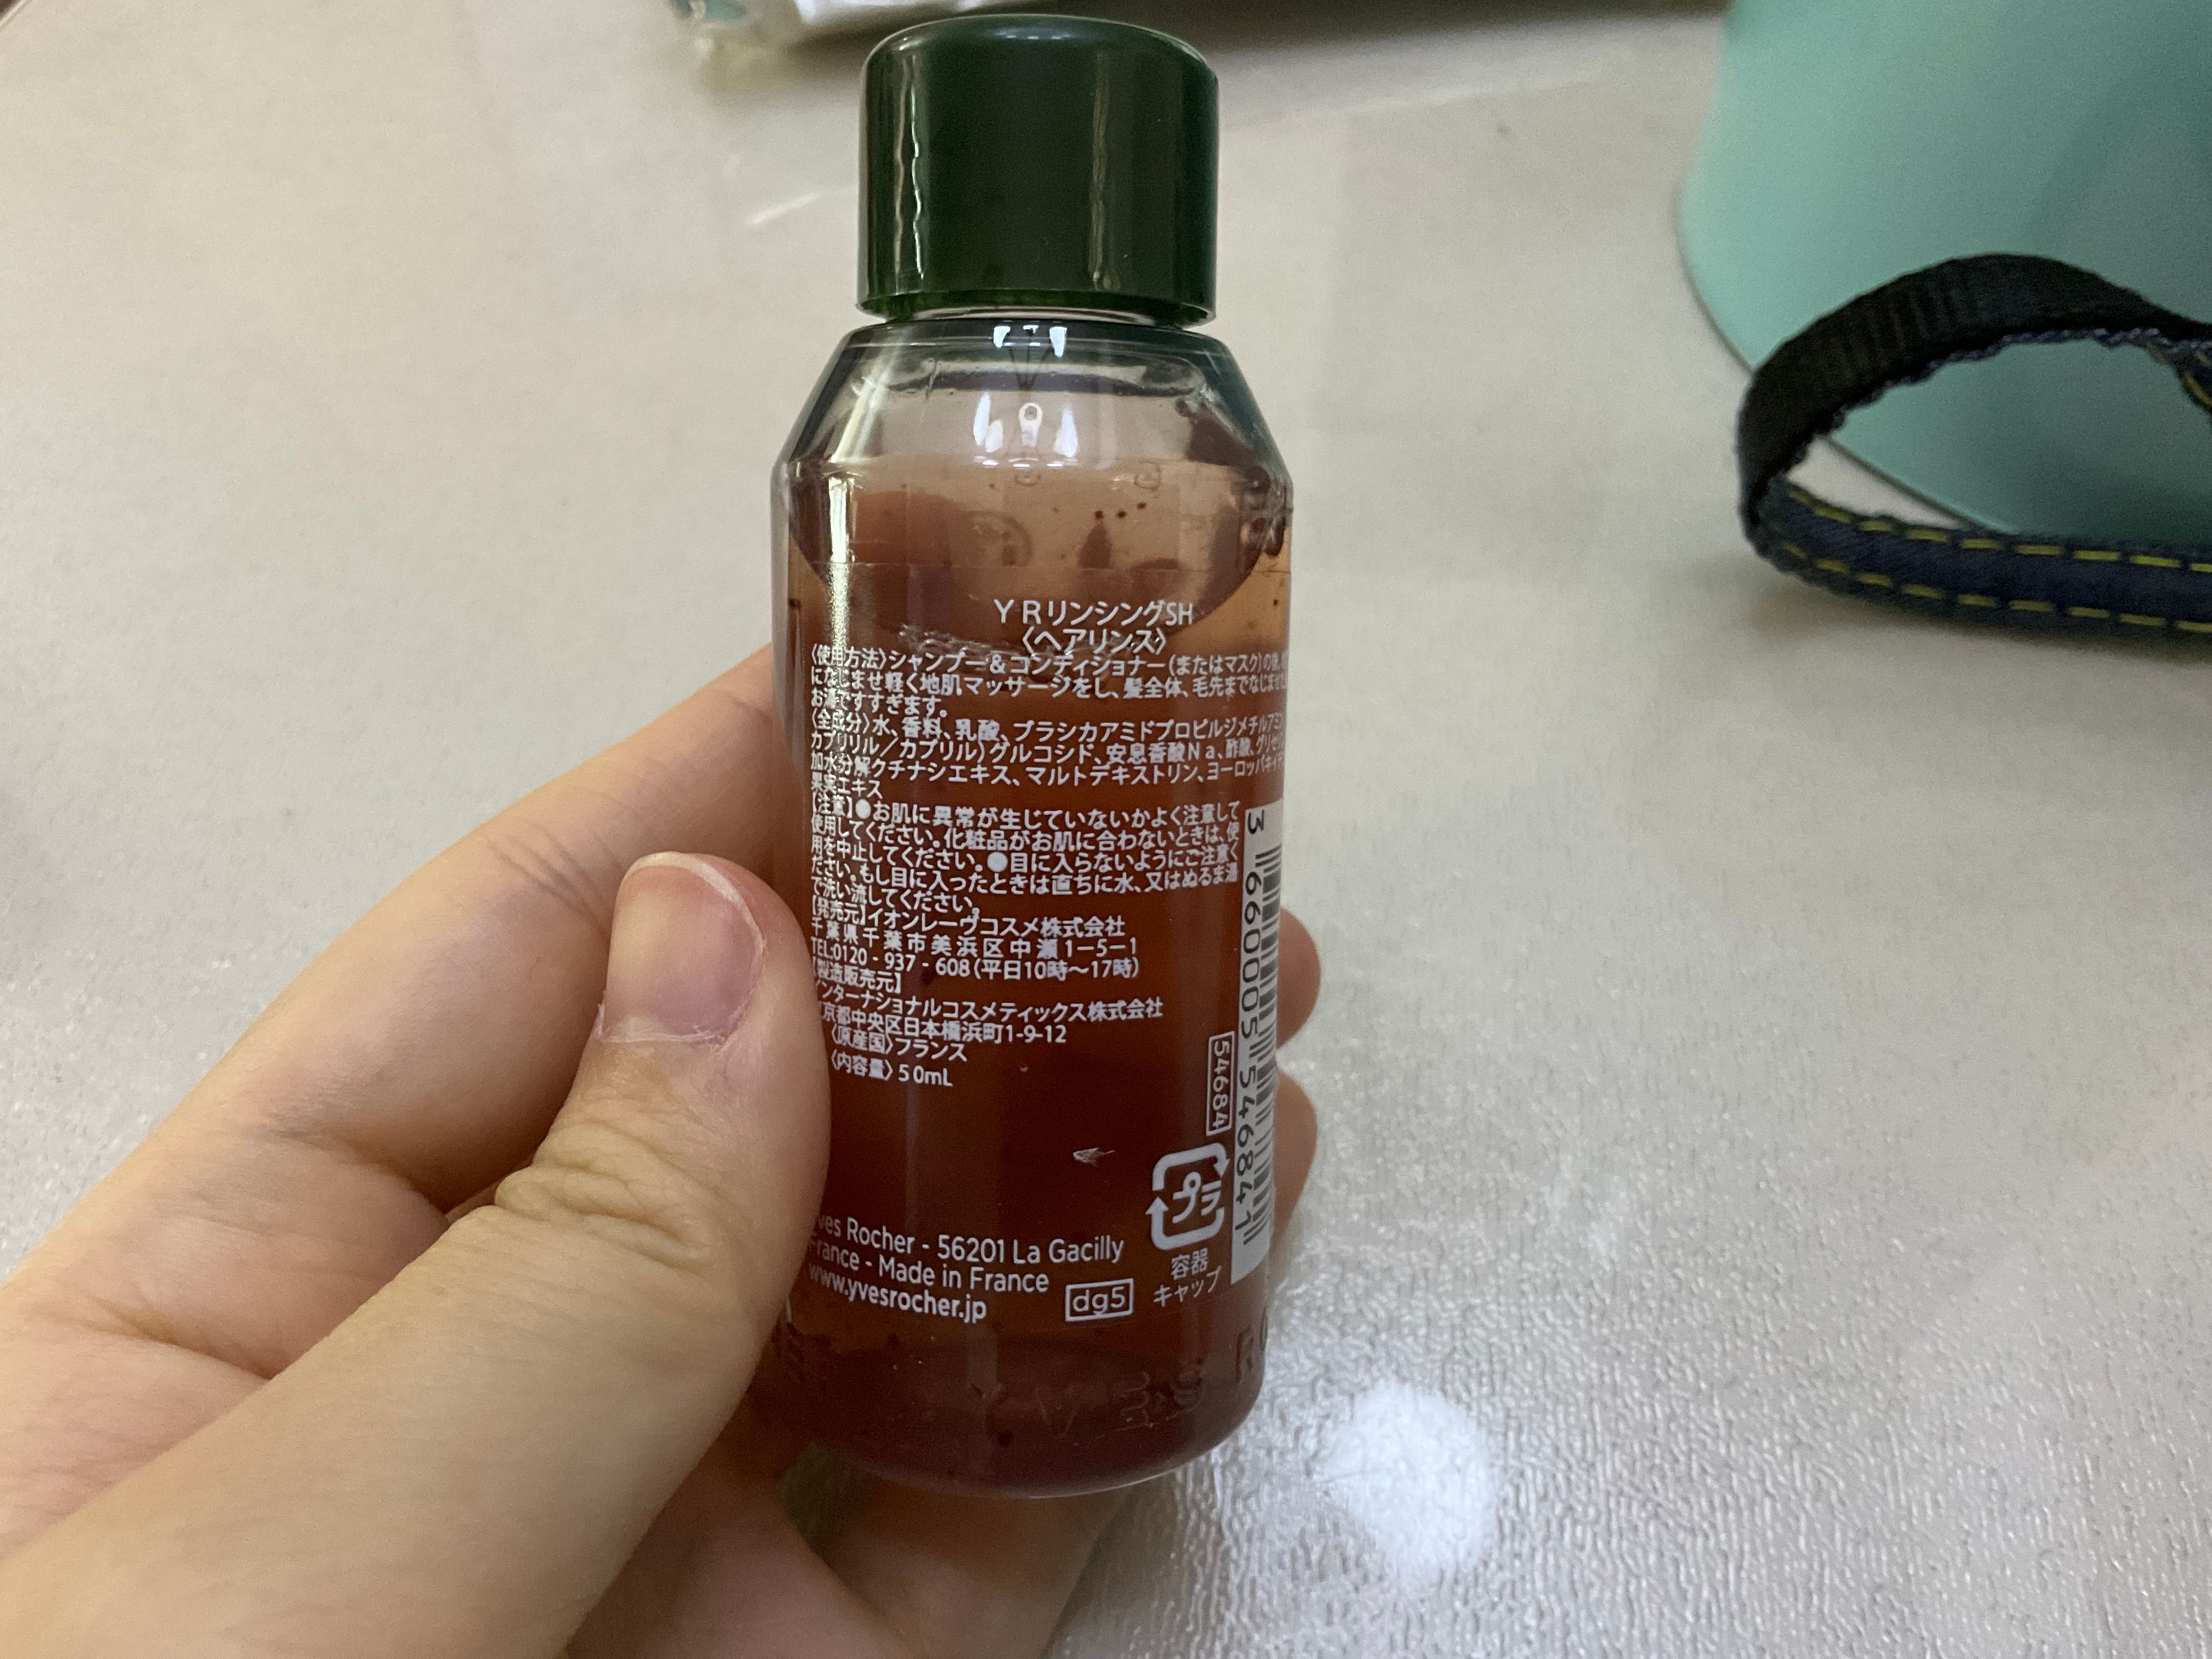 ＹＲリンシングSH
〈ヘアリンス〉
〈使用方法〉シャンプー＆コンディショナー（またはマスク）の後、
になじませ軽く地肌マッサージをし、髪全体、毛先までなじませた
お湯ですすぎます。
〈全成分〉水、香料、乳酸、ブラシカアミドプロピルジメチルアミン
カプリリル／カプリル）グルコシド、安息香酸Ｎａ、酢酸、グリセリン
加水分解クチナシエキス、マルトデキストリン、ヨーロッパキイチゴ
果実エキス
【注意】●お肌に異常が生じていないかよく注意して
使用してください。化粧品がお肌に合わないときは、使
用を中止してください。●目に入らないようにご注意く
ださい。もし目に入ったときは直ちに水、又はぬるま湯
で洗い流してください。
【発売元】イオンレーヴコスメ株式会社
千葉県千葉市美浜区中瀬1－5－1
TEL:0120 - 937 - 608（平日10時～17時）
【製造販売元】
インターナショナルコスメティックス株式会社
東京都中央区日本橋浜町1-9-12
〈原産国〉フランス
〈内容量〉50mL
3 660005 546841
54684
プラ
容器
キャップ
Yves Rocher - 56201 La Gacilly
France - Made in France
www.yvesrocher.jp
dg5
YVES RO